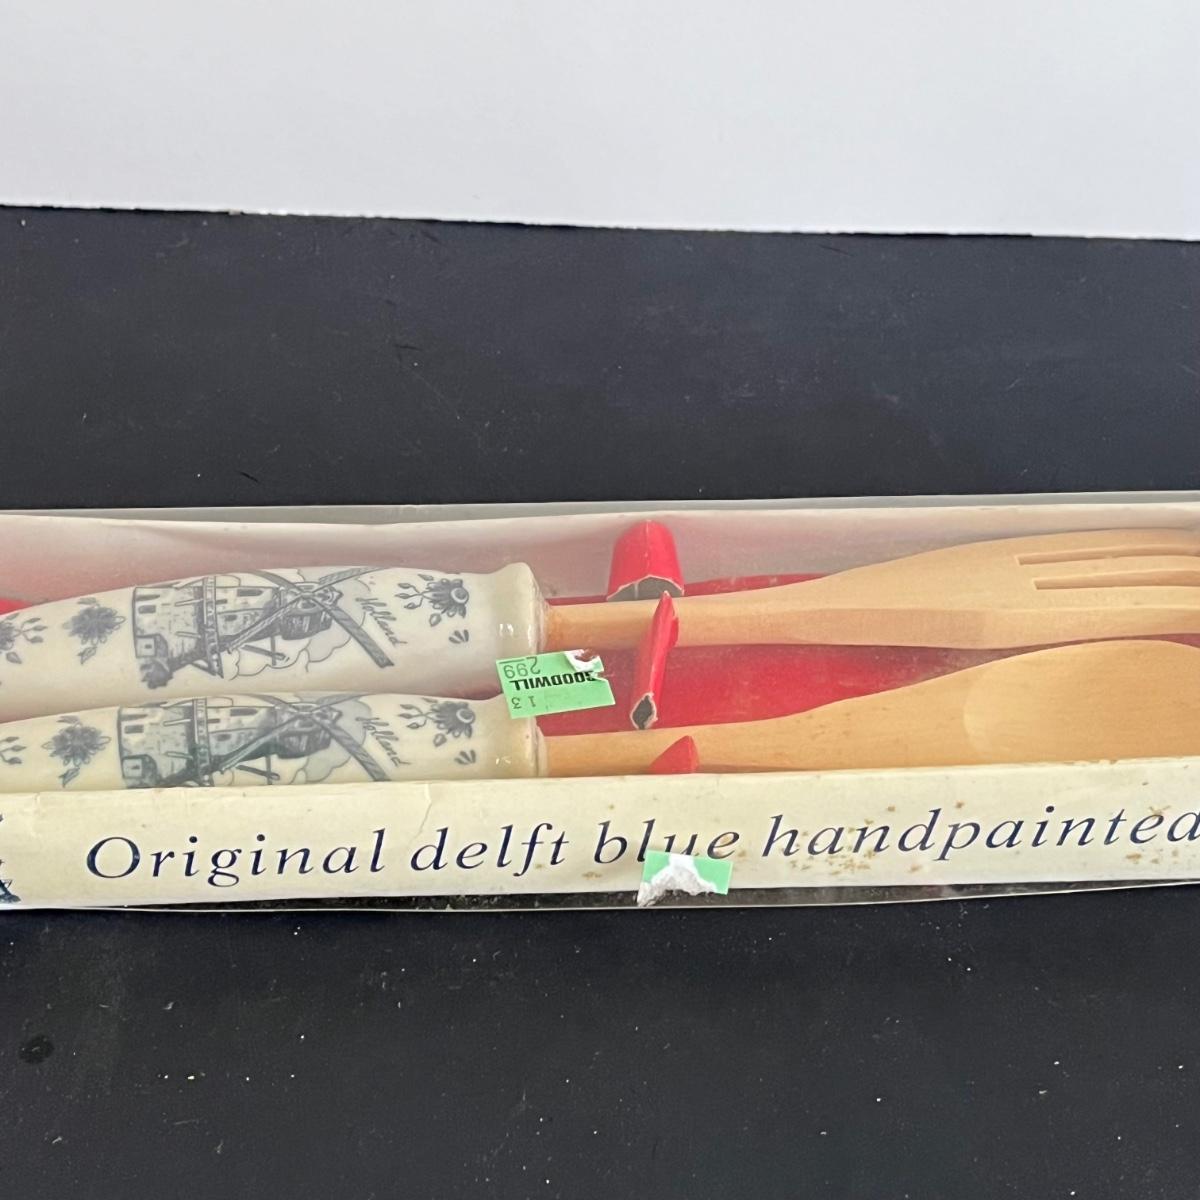 Holland
299
GOODWILL
13
Holland
Original delft blue handpainted